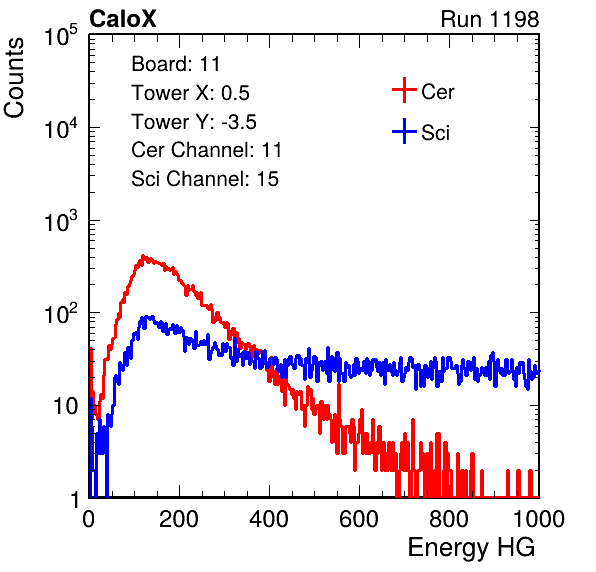 CaloX
Run 1198
Counts
10^5
10^4
10^3
10^2
10
1
Board: 11
Tower X: 0.5
Tower Y: -3.5
Cer Channel: 11
Sci Channel: 15
Cer
Sci
0 200 400 600 800 1000
Energy HG